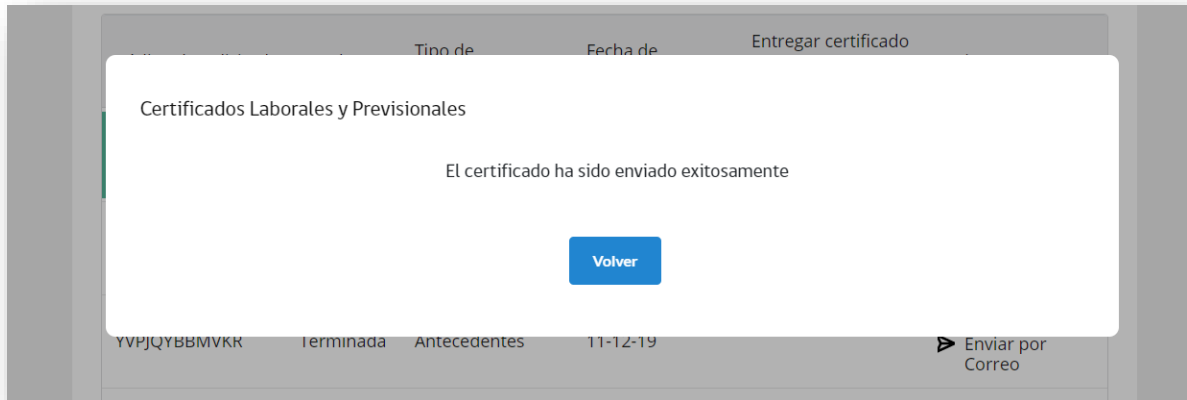 Tipo de
Fecha de
Entregar certificado
Certificados Laborales y Previsionales
El certificado ha sido enviado exitosamente
Volver
YVPJQYBBMVKR Terminada Antecedentes 11-12-19
Enviar por
Correo